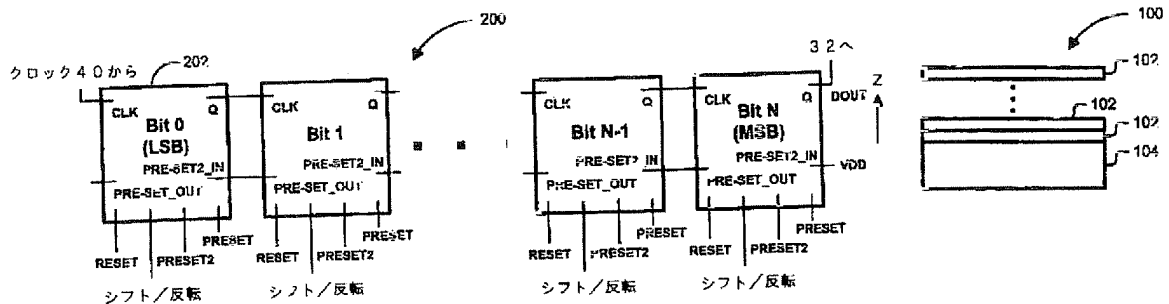 200
100
クロック40から
202
32へ
CLK
Q
Bit 0
(LSB)
PRE-SET2_IN
PRE-SET_OUT
CLK
Q
Bit 1
PRE-SET2_IN
PRE-SET_OUT
CLK
Q
Bit N-1
PRE-SET2_IN
PRE-SET_OUT
CLK
Q
DOUT
Bit N
(MSB)
PRE-SET2_IN
VDD
PRE-SET_OUT
Z
102
102
102
104
RESET
PRESET2
PRESET
RESET
PRESET2
PRESET
RESET
PRESET2
PRESET
RESET
PRESET2
PRESET
シフト/反転
シフト/反転
シフト/反転
シフト/反転